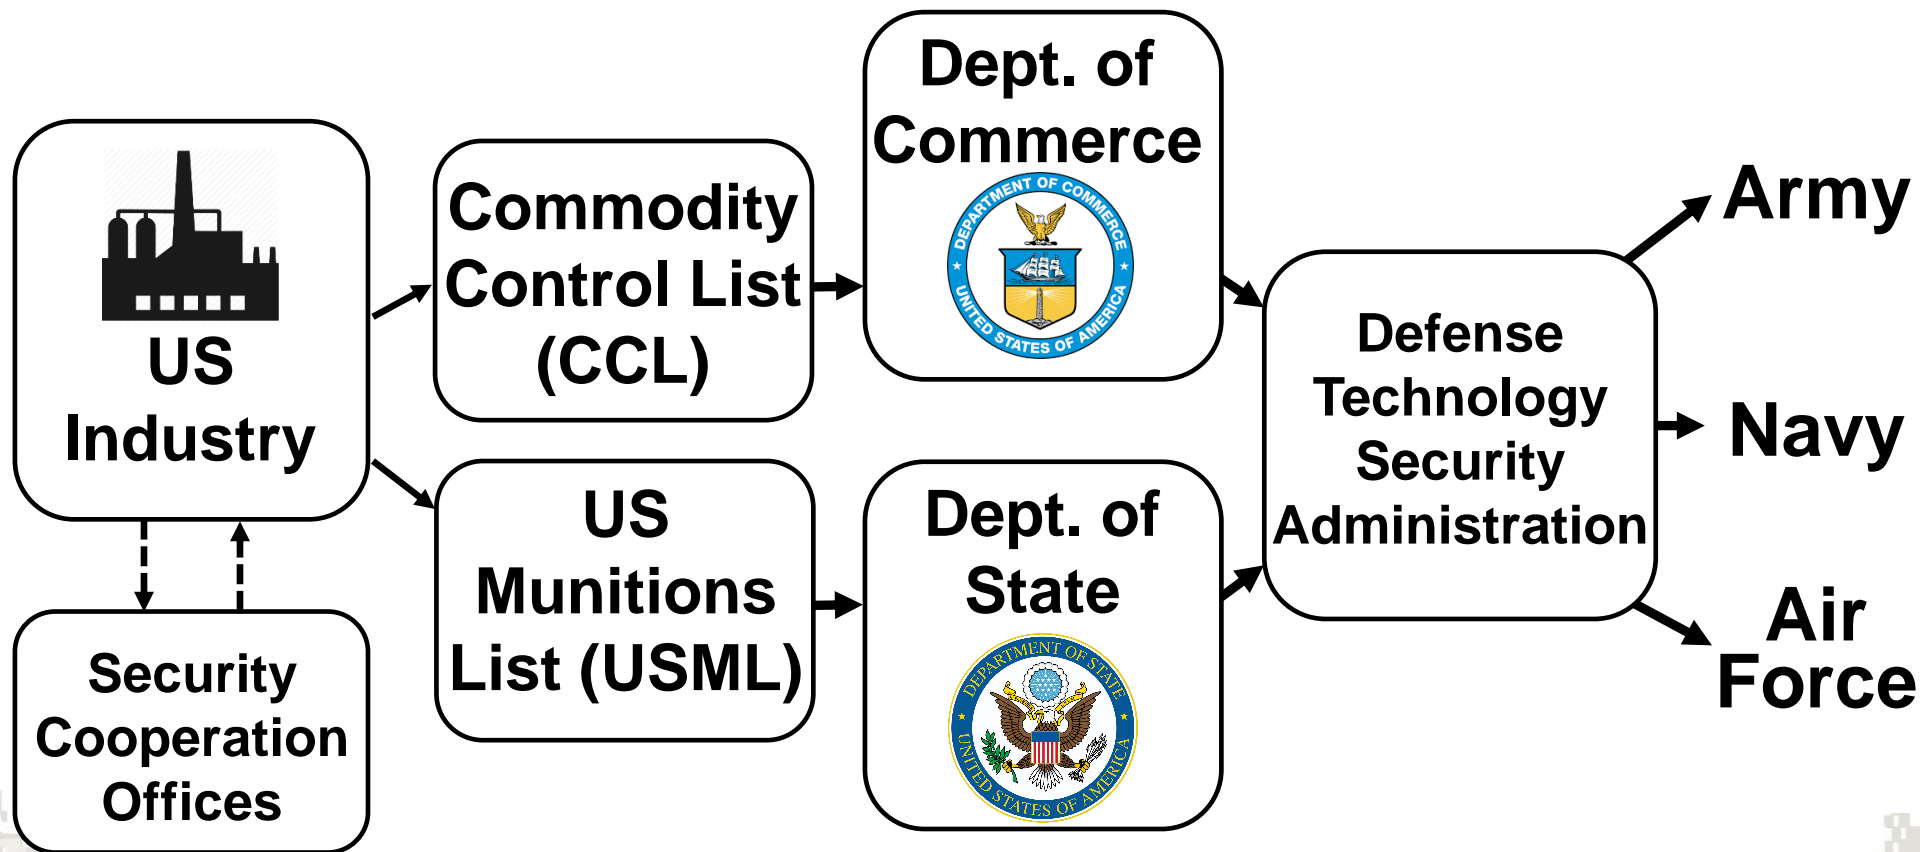 US
Industry
Security
Cooperation
Offices
Commodity
Control List
(CCL)
US
Munitions
List (USML)
Dept. of
Commerce
DEPARTMENT OF COMMERCE
UNITED STATES OF AMERICA
Dept. of
State
DEPARTMENT OF STATE
UNITED STATES OF AMERICA
Defense
Technology
Security
Administration
Army
Navy
Air
Force